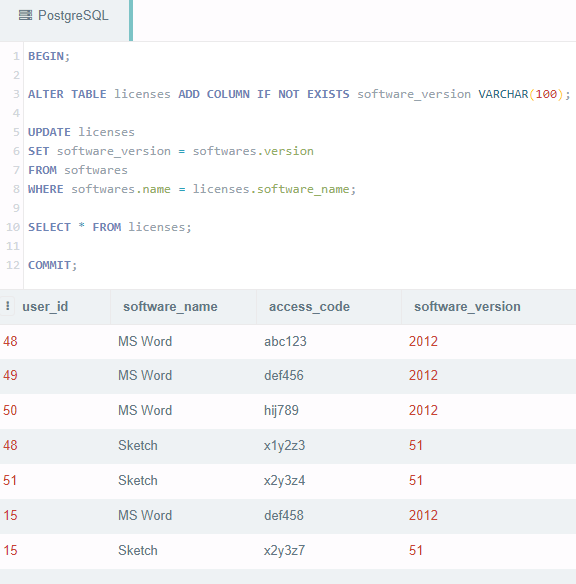 PostgreSQL
1 BEGIN;
2
3 ALTER TABLE licenses ADD COLUMN IF NOT EXISTS software_version VARCHAR(100);
4
5 UPDATE licenses
6 SET software_version = softwares.version
7 FROM softwares
8 WHERE softwares.name = licenses.software_name;
9
10 SELECT * FROM licenses;
11
12 COMMIT;
user_id software_name access_code software_version
48 MS Word abc123 2012
49 MS Word def456 2012
50 MS Word hij789 2012
48 Sketch x1y2z3 51
51 Sketch x2y3z4 51
15 MS Word def458 2012
15 Sketch x2y3z7 51